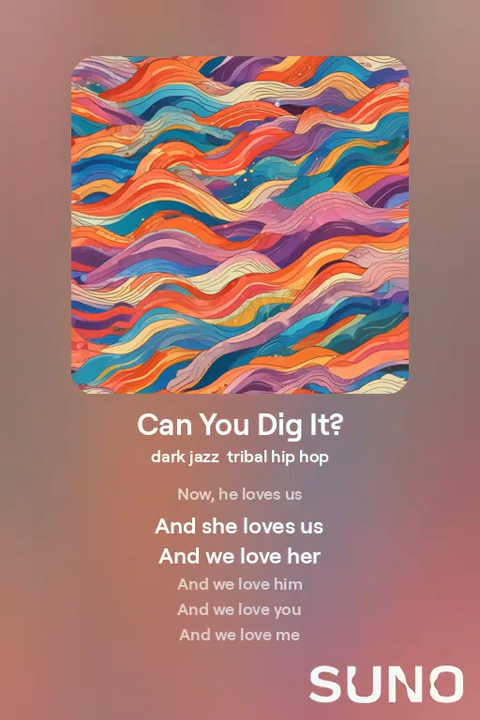 Can You Dig It?
dark jazz tribal hip hop
Now, he loves us
And she loves us
And we love her
And we love him
And we love you
And we love me
SUNO